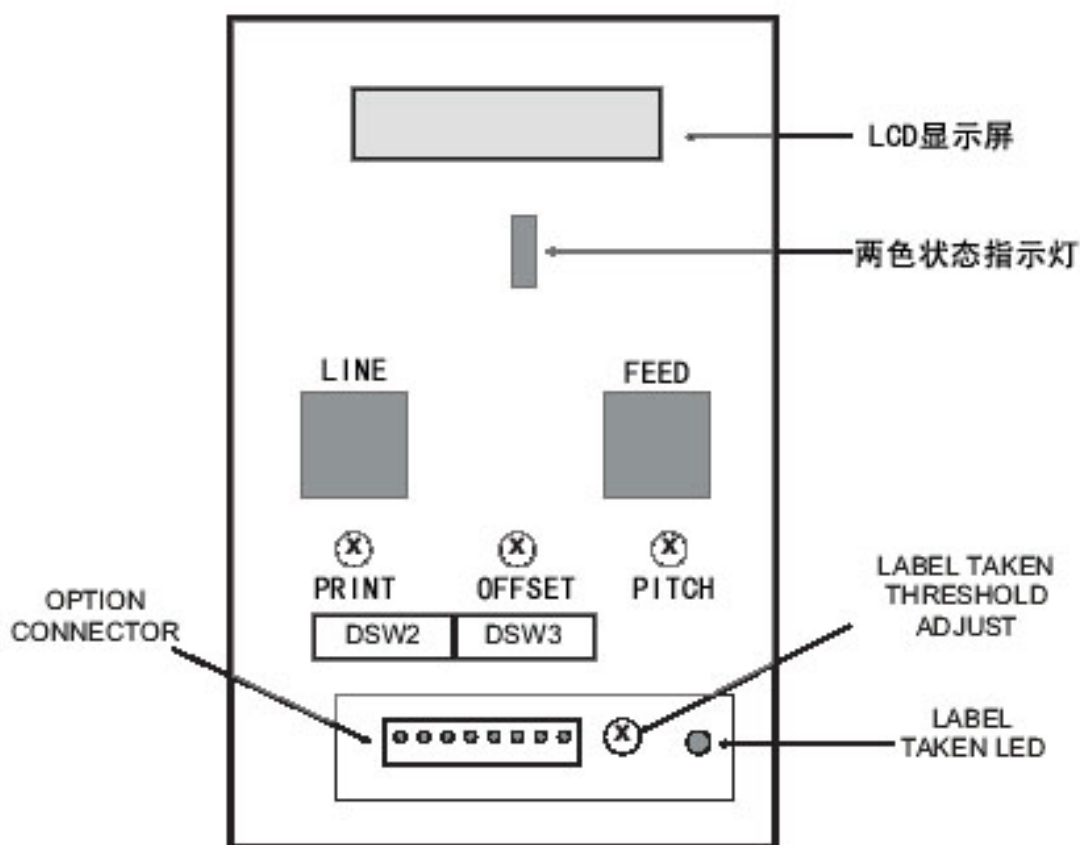 LCD显示屏
两色状态指示灯
LINE
FEED
PRINT
OFFSET
PITCH
DSW2
DSW3
OPTION
CONNECTOR
LABEL TAKEN
THRESHOLD
ADJUST
LABEL
TAKEN LED